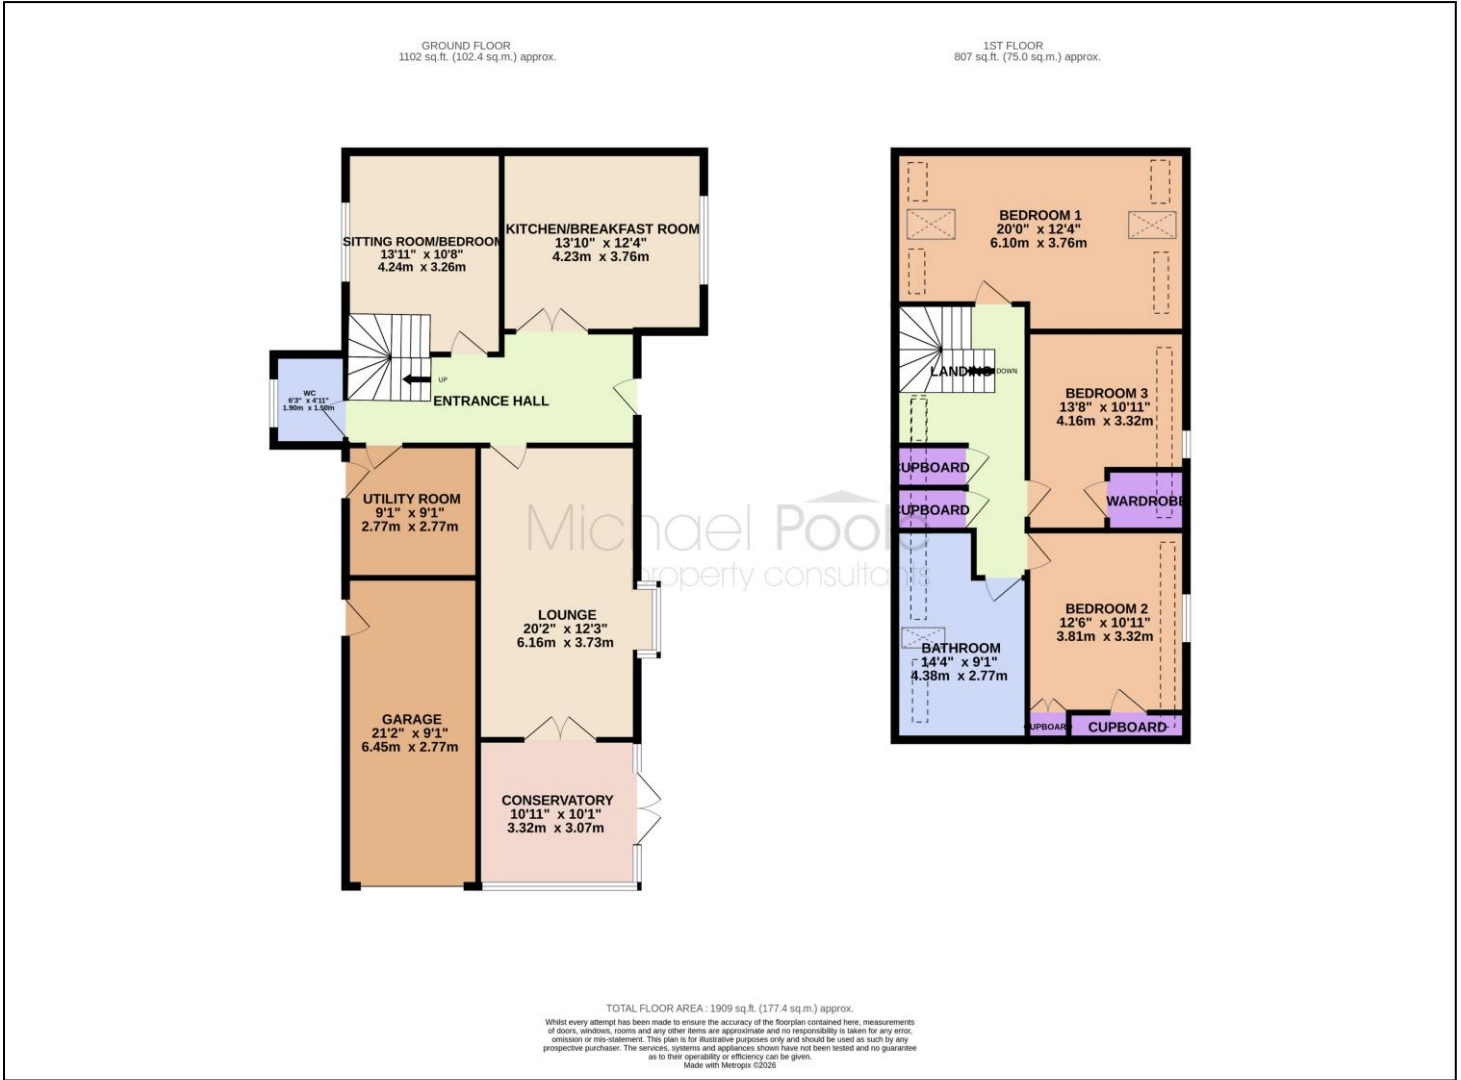 GROUND FLOOR
1102 sq.ft. (102.4 sq.m.) approx.
1ST FLOOR
807 sq.ft. (75.0 sq.m.) approx.
SITTING ROOM/BEDROOM
13'11" x 10'8"
4.24m x 3.26m
KITCHEN/BREAKFAST ROOM
13'10" x 12'4"
4.23m x 3.76m
UP
WC
6'3" x 4'11"
1.90m x 1.50m
ENTRANCE HALL
UTILITY ROOM
9'1" x 9'1"
2.77m x 2.77m
LOUNGE
20'2" x 12'3"
6.16m x 3.73m
GARAGE
21'2" x 9'1"
6.45m x 2.77m
CONSERVATORY
10'11" x 10'1"
3.32m x 3.07m
BEDROOM 1
20'0" x 12'4"
6.10m x 3.76m
LANDING
DOWN
BEDROOM 3
13'8" x 10'11"
4.16m x 3.32m
CUPBOARD
CUPBOARD
WARDROBE
BEDROOM 2
12'6" x 10'11"
3.81m x 3.32m
BATHROOM
14'4" x 9'1"
4.38m x 2.77m
CUPBOARD
CUPBOARD
Michael Poole
property consultants
TOTAL FLOOR AREA : 1909 sq.ft. (177.4 sq.m.) approx.
Whilst every attempt has been made to ensure the accuracy of the floorplan contained here, measurements
of doors, windows, rooms and any other items are approximate and no responsibility is taken for any error,
omission or mis-statement. This plan is for illustrative purposes only and should be used as such by any
prospective purchaser. The services, systems and appliances shown have not been tested and no guarantee
as to their operability or efficiency can be given.
Made with Metropix ©2026